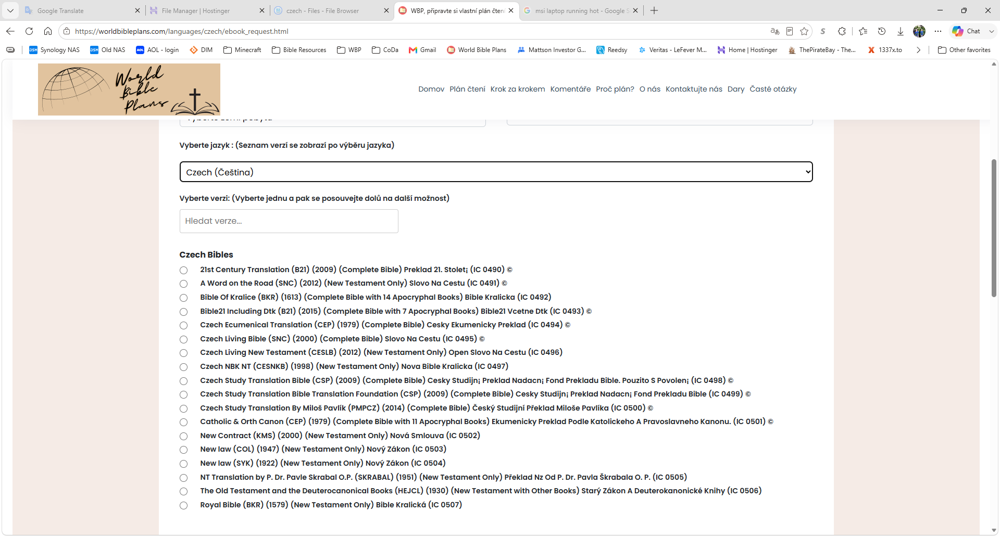 Google Translate
File Manager | Hostinger
czech - Files - File Browser
WBP, připravte si vlastní plán čtení
msi laptop running hot - Google S
https://worldbibleplans.com/languages/czech/ebook_request.html
Chat
Synology NAS
Old NAS
AOL - login
DIM
Minecraft
Bible Resources
WBP
CoDa
Gmail
World Bible Plans
Mattson Investor G...
Reedsy
Veritas - LeFever M...
Home | Hostinger
ThePirateBay - The...
1337x.to
Other favorites
World
Bible
Plans
Domov Plán čtení Krok za krokem Komentáře Proč plán? O nás Kontaktujte nás Dary Časté otázky
Vyberte zemi pobytu
Vyberte jazyk : (Seznam verzí se zobrazí po výběru jazyka)
Czech (Čeština)
Vyberte verzi: (Vyberte jednu a pak se posouvejte dolů na další možnost)
Hledat verze...
Czech Bibles
21st Century Translation (B21) (2009) (Complete Bible) Preklad 21. Stolet¡ (IC 0490) ©
A Word on the Road (SNC) (2012) (New Testament Only) Slovo Na Cestu (IC 0491) ©
Bible Of Kralice (BKR) (1613) (Complete Bible with 14 Apocryphal Books) Bible Kralicka (IC 0492)
Bible21 Including Dtk (B21) (2015) (Complete Bible with 7 Apocryphal Books) Bible21 Vcetne Dtk (IC 0493) ©
Czech Ecumenical Translation (CEP) (1979) (Complete Bible) Cesky Ekumenicky Preklad (IC 0494) ©
Czech Living Bible (SNC) (2000) (Complete Bible) Slovo Na Cestu (IC 0495) ©
Czech Living New Testament (CESLB) (2012) (New Testament Only) Open Slovo Na Cestu (IC 0496)
Czech NBK NT (CESNKB) (1998) (New Testament Only) Nova Bible Kralicka (IC 0497)
Czech Study Translation Bible (CSP) (2009) (Complete Bible) Cesky Studijn¡ Preklad Nadacn¡ Fond Prekladu Bible. Pouzito S Povolen¡ (IC 0498) ©
Czech Study Translation Bible Translation Foundation (CSP) (2009) (Complete Bible) Cesky Studijn¡ Preklad Nadacn¡ Fond Prekladu Bible (IC 0499) ©
Czech Study Translation By Miloš Pavlík (PMPCZ) (2014) (Complete Bible) Český Studijní Překlad Miloše Pavlíka (IC 0500) ©
Catholic & Orth Canon (CEP) (1979) (Complete Bible with 11 Apocryphal Books) Ekumenicky Preklad Podle Katolickeho A Pravoslavneho Kanonu. (IC 0501) ©
New Contract (KMS) (2000) (New Testament Only) Nová Smlouva (IC 0502)
New law (COL) (1947) (New Testament Only) Nový Zákon (IC 0503)
New law (SYK) (1922) (New Testament Only) Nový Zákon (IC 0504)
NT Translation by P. Dr. Pavle Skrabal O.P. (SKRABAL) (1951) (New Testament Only) Překlad Nz Od P. Dr. Pavla Škrabala O. P. (IC 0505)
The Old Testament and the Deuterocanonical Books (HEJCL) (1930) (New Testament with Other Books) Starý Zákon A Deuterokanonické Knihy (IC 0506)
Royal Bible (BKR) (1579) (New Testament Only) Bible Kralická (IC 0507)